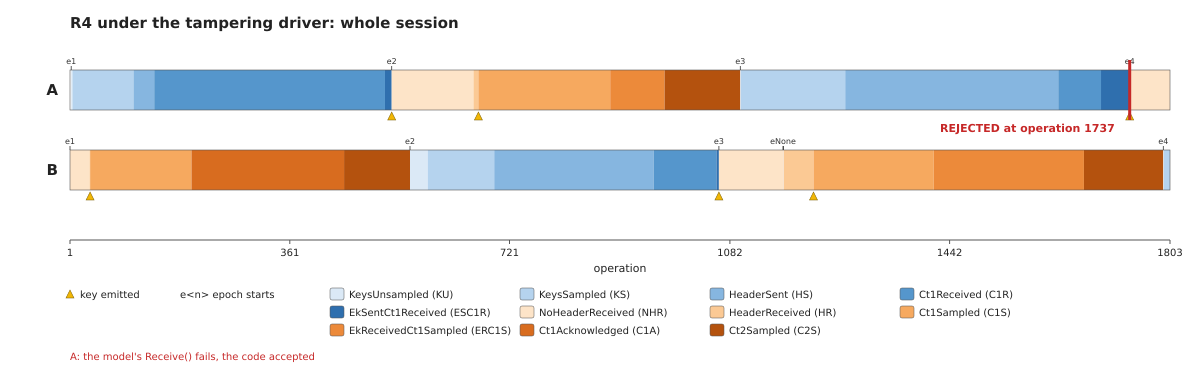 R4 under the tampering driver: whole session
e1 e2 e3 e4
A
REJECTED at operation 1737
e1 e2 e3 eNone e4
B
1 361 721 1082 1442 1803
operation
key emitted e<n> epoch starts KeysUnsampled (KU) KeysSampled (KS) HeaderSent (HS) Ct1Received (C1R)
EkSentCt1Received (ESC1R) NoHeaderReceived (NHR) HeaderReceived (HR) Ct1Sampled (C1S)
EkReceivedCt1Sampled (ERC1S) Ct1Acknowledged (C1A) Ct2Sampled (C2S)
A: the model's Receive() fails, the code accepted